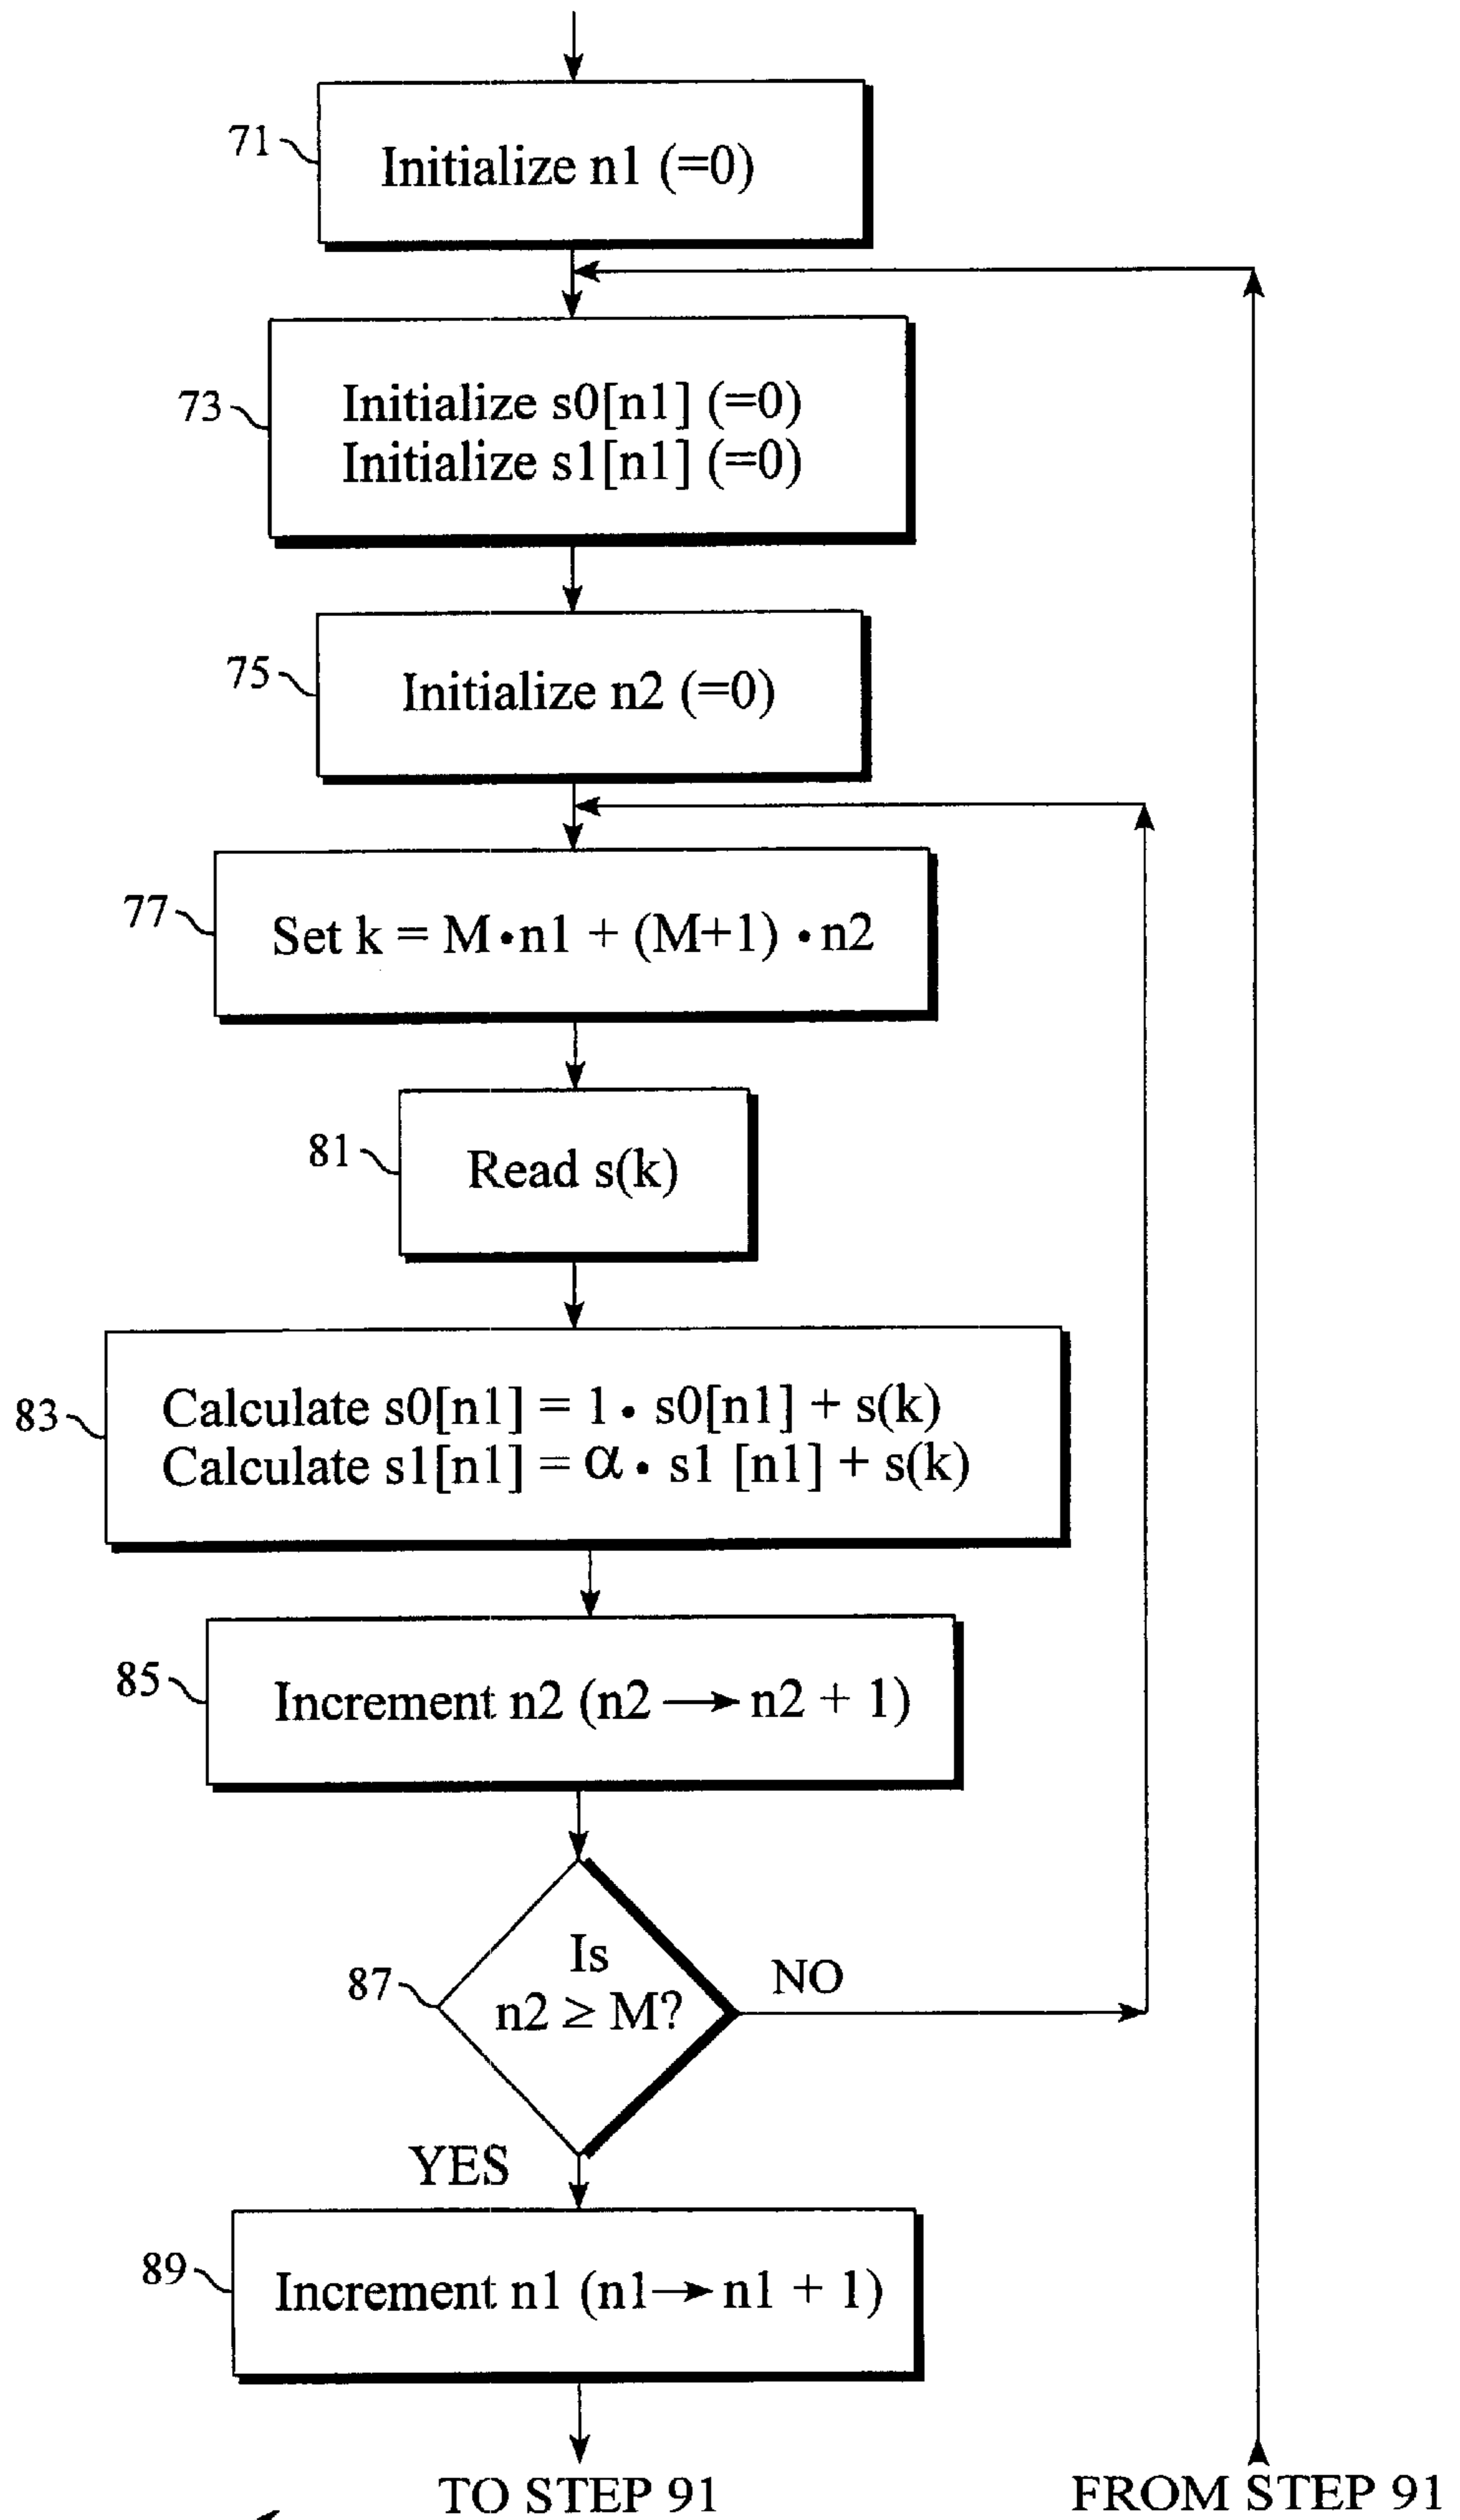 71
Initialize n1 (=0)
73
Initialize s0[n1] (=0)
Initialize s1[n1] (=0)
75
Initialize n2 (=0)
77
Set k = M•n1 + (M+1) •n2
81
Read s(k)
83
Calculate s0[n1] = 1• s0[n1] + s(k)
Calculate s1[n1] = α• s1 [n1] + s(k)
85
Increment n2 (n2 → n2 + 1)
87
Is
n2 ≥ M?
NO
YES
89
Increment n1 (n1→ n1 + 1)
TO STEP 91
FROM STEP 91